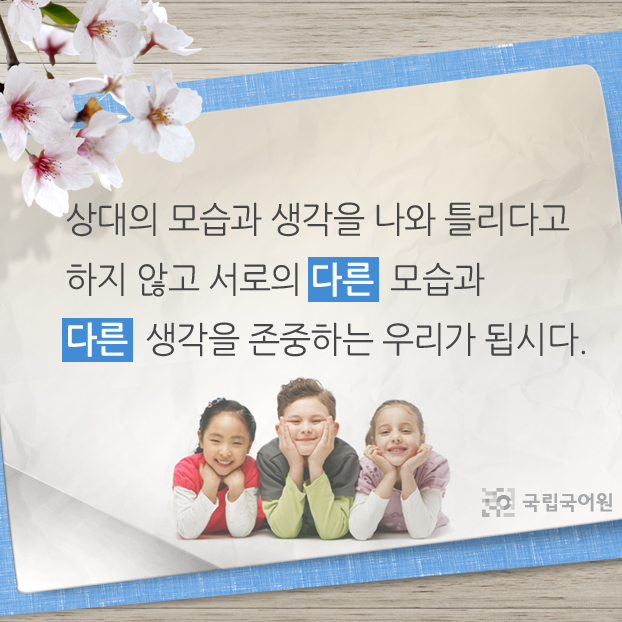 상대의 모습과 생각을 나와 틀리다고
하지 않고 서로의 다른 모습과
다른 생각을 존중하는 우리가 됩시다.
국립국어원